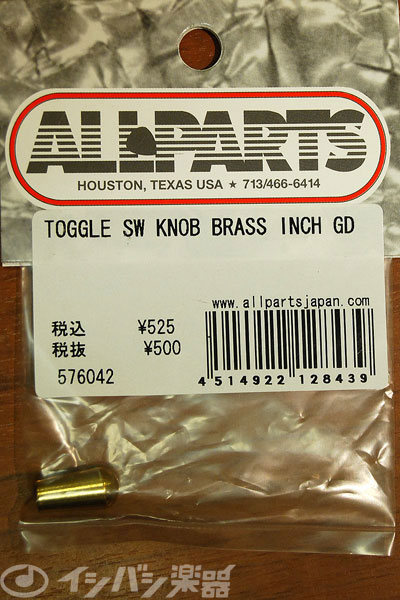 ALLPARTS
HOUSTON, TEXAS USA ★ 713/466-6414
TOGGLE SW KNOB BRASS INCH GD
www.allpartsjapan.com
税込 ¥525
税抜 ¥500
576042
4 514922 128439
イシバシ楽器